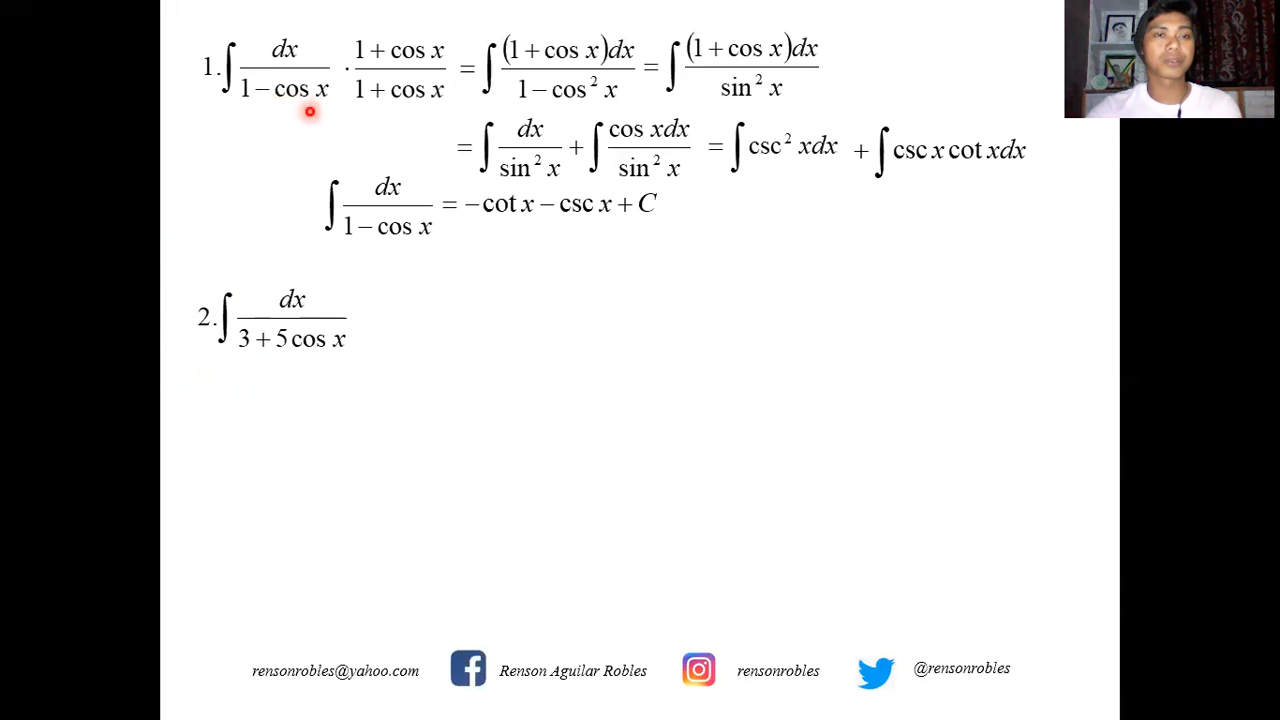 1. ∫ dx / (1 − cos x) · (1 + cos x) / (1 + cos x) = ∫ (1 + cos x)dx / (1 − cos² x) = ∫ (1 + cos x)dx / sin² x
= ∫ dx / sin² x + ∫ cos xdx / sin² x = ∫ csc² xdx + ∫ csc x cot xdx
∫ dx / (1 − cos x) = −cot x − csc x + C
2. ∫ dx / (3 + 5 cos x)
rensonrobles@yahoo.com Renson Aguilar Robles rensonrobles @rensonrobles